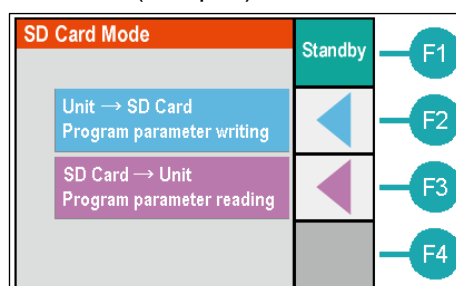 SD Card Mode
Standby
F1
Unit → SD Card
Program parameter writing
F2
SD Card → Unit
Program parameter reading
F3
F4